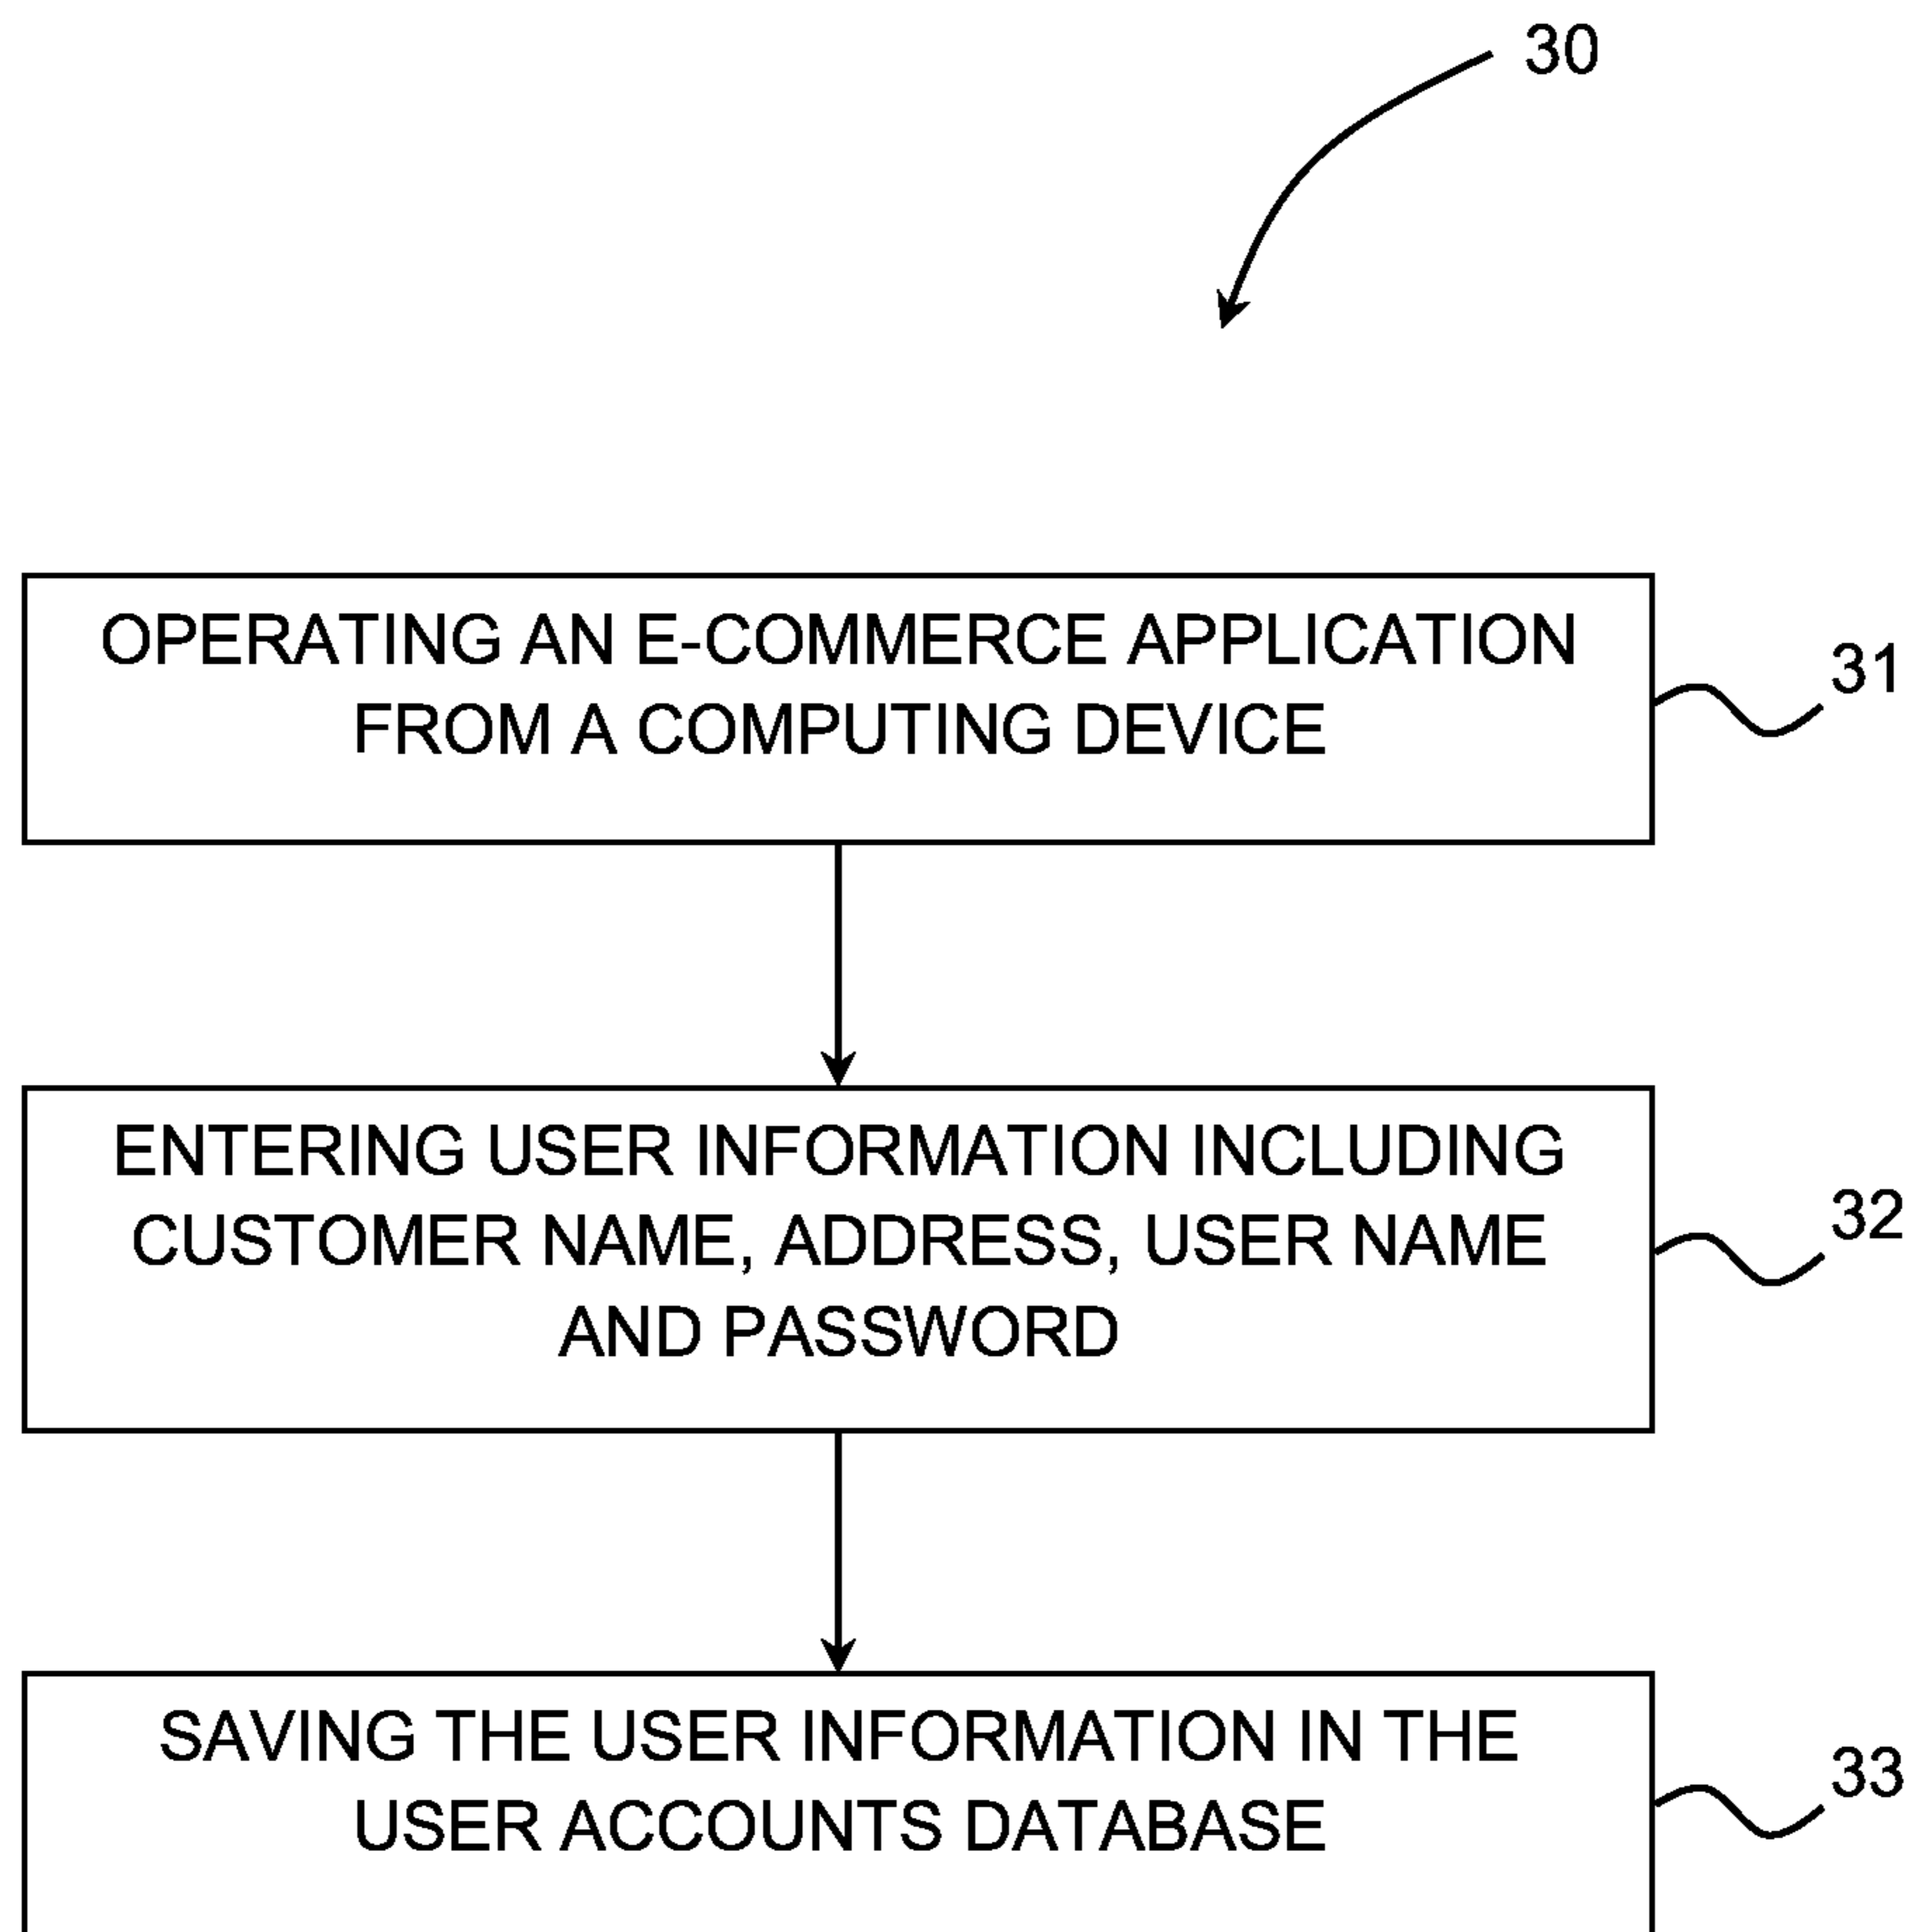 30
OPERATING AN E-COMMERCE APPLICATION
FROM A COMPUTING DEVICE
31
ENTERING USER INFORMATION INCLUDING
CUSTOMER NAME, ADDRESS, USER NAME
AND PASSWORD
32
SAVING THE USER INFORMATION IN THE
USER ACCOUNTS DATABASE
33